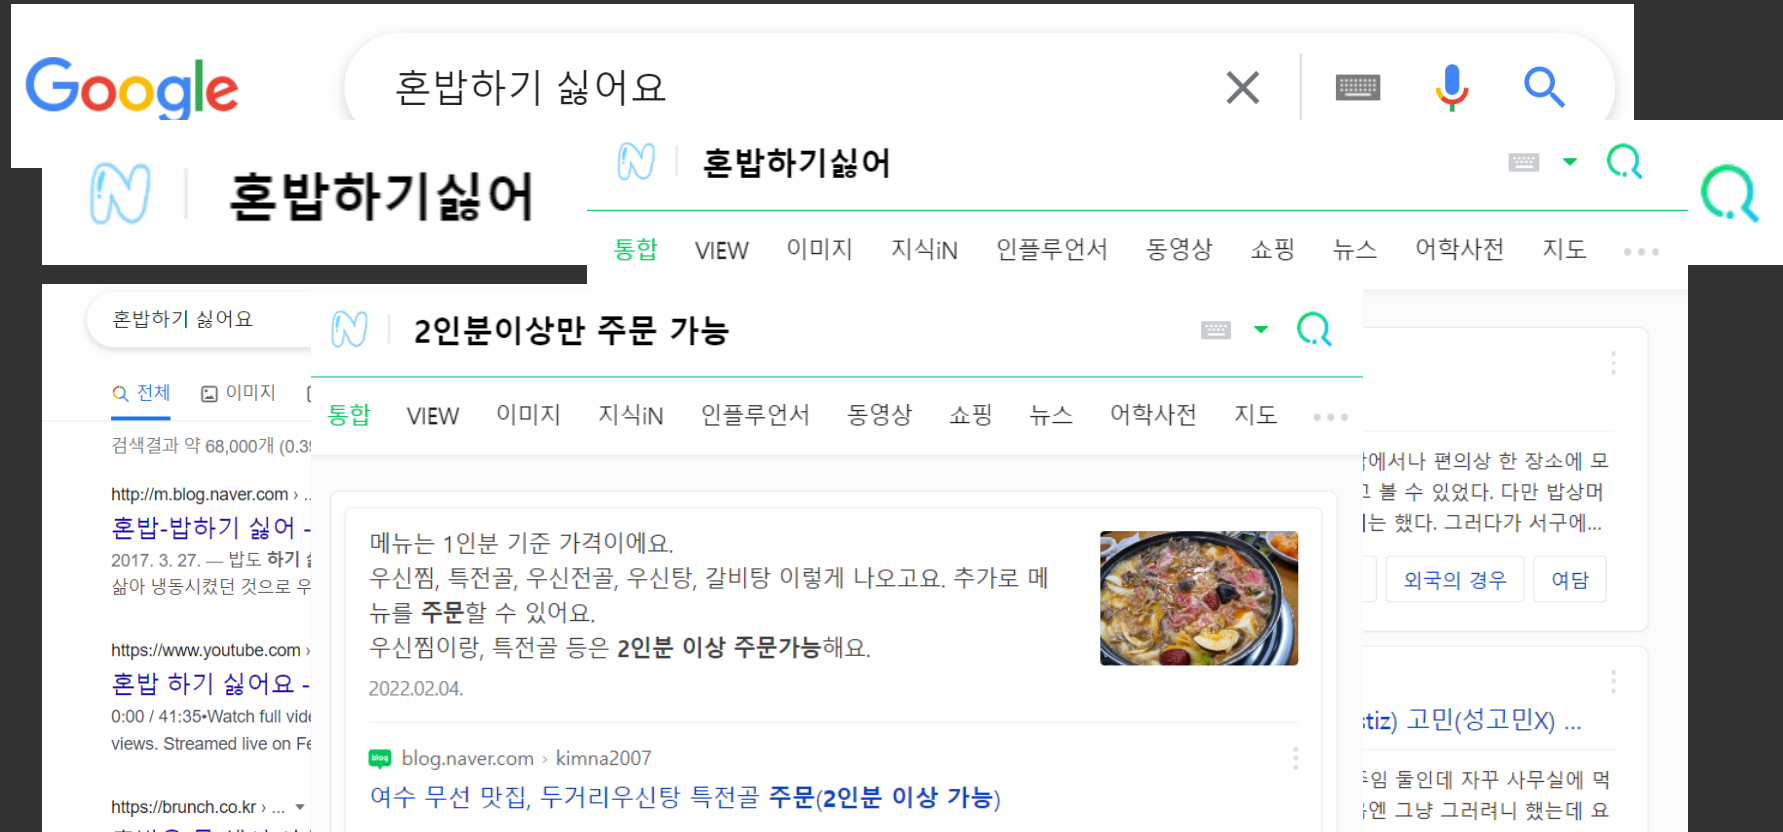 Google
혼밥하기 싫어요
혼밥하기싫어
혼밥하기싫어
통합 VIEW 이미지 지식iN 인플루언서 동영상 쇼핑 뉴스 어학사전 지도
혼밥하기 싫어요
전체 이미지
검색결과 약 68,000개
http://m.blog.naver.com › ..
혼밥-밥하기 싫어 -
2017. 3. 27. — 밥도 하기
삶아 냉동시켰던 것으로 우
https://www.youtube.com ›
혼밥 하기 싫어요 -
0:00 / 41:35•Watch full
views. Streamed live on
https://brunch.co.kr › ...
2인분이상만 주문 가능
통합 VIEW 이미지 지식iN 인플루언서 동영상 쇼핑 뉴스 어학사전 지도
메뉴는 1인분 기준 가격이에요.
우신찜, 특전골, 우신전골, 우신탕, 갈비탕 이렇게 나오고요. 추가로 메
뉴를 주문할 수 있어요.
우신찜이랑, 특전골 등은 2인분 이상 주문가능해요.
2022.02.04.
blog
blog.naver.com › kimna2007
여수 무선 맛집, 두거리우신탕 특전골 주문(2인분 이상 가능)
에서나 편의상 한 장소에 모
볼 수 있었다. 다만 밥상머
는 했다. 그러다가 서구에...
외국의 경우 여담
stiz) 고민(성고민X) ...
둘인데 자꾸 사무실에 먹
그냥 그러려니 했는데 요